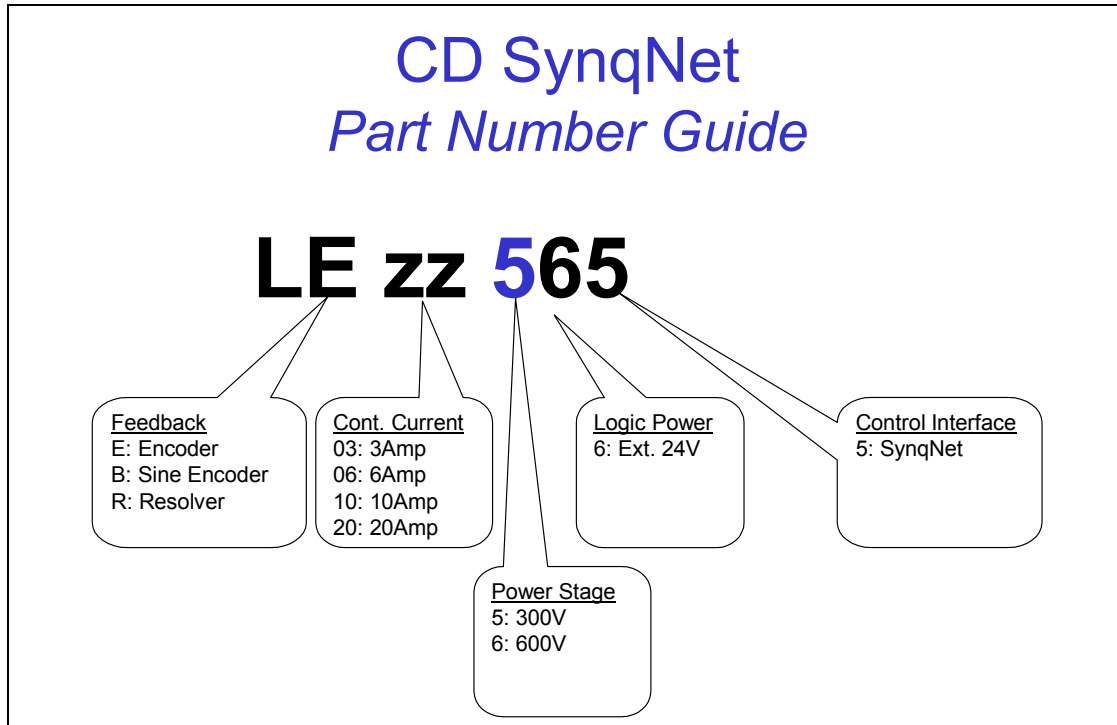 CD SynqNet
Part Number Guide
LE zz 565
Feedback
E: Encoder
B: Sine Encoder
R: Resolver
Cont. Current
03: 3Amp
06: 6Amp
10: 10Amp
20: 20Amp
Logic Power
6: Ext. 24V
Control Interface
5: SynqNet
Power Stage
5: 300V
6: 600V